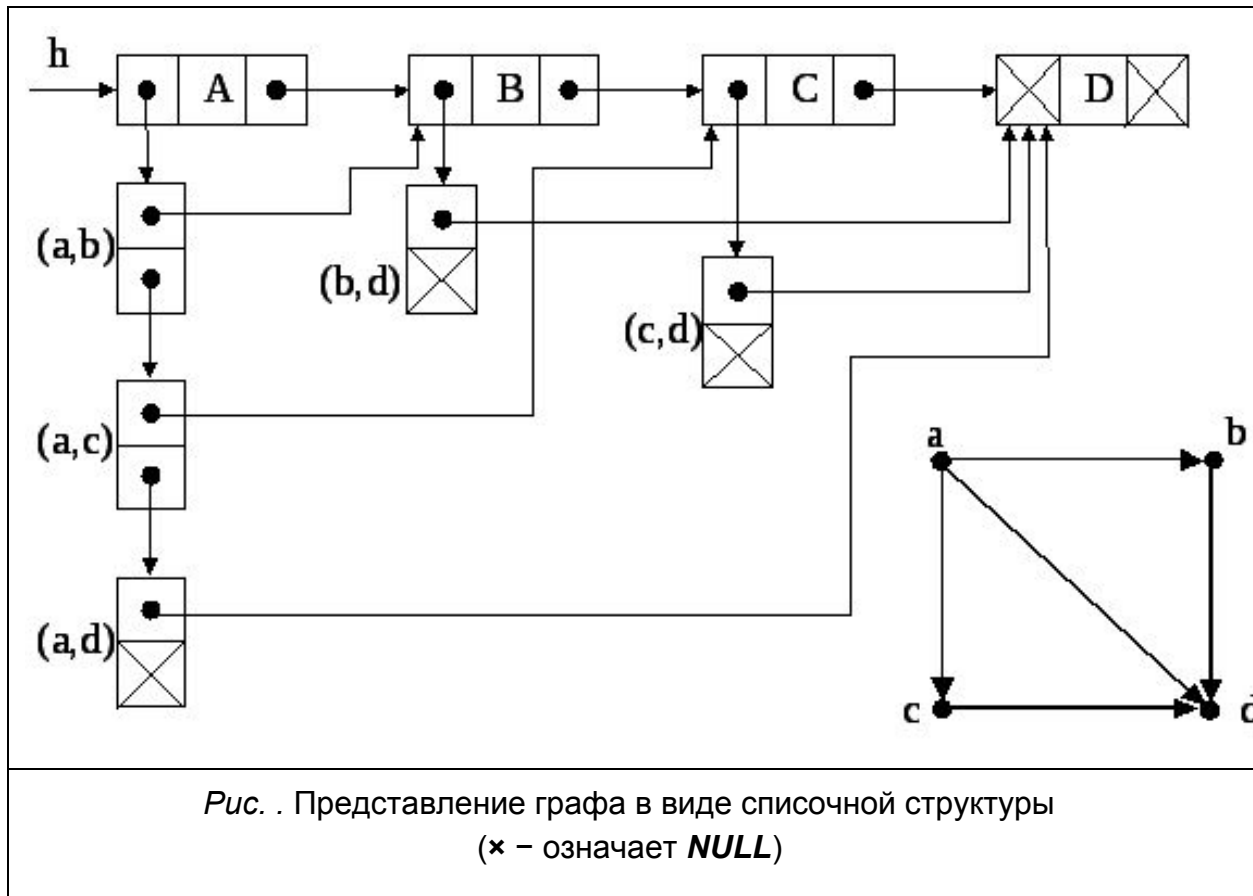 h
A
B
C
D
(a,b)
(b,d)
(c,d)
(a,c)
(a,d)
a
b
c
d
Рис. . Представление графа в виде списочной структуры
(× − означает NULL)